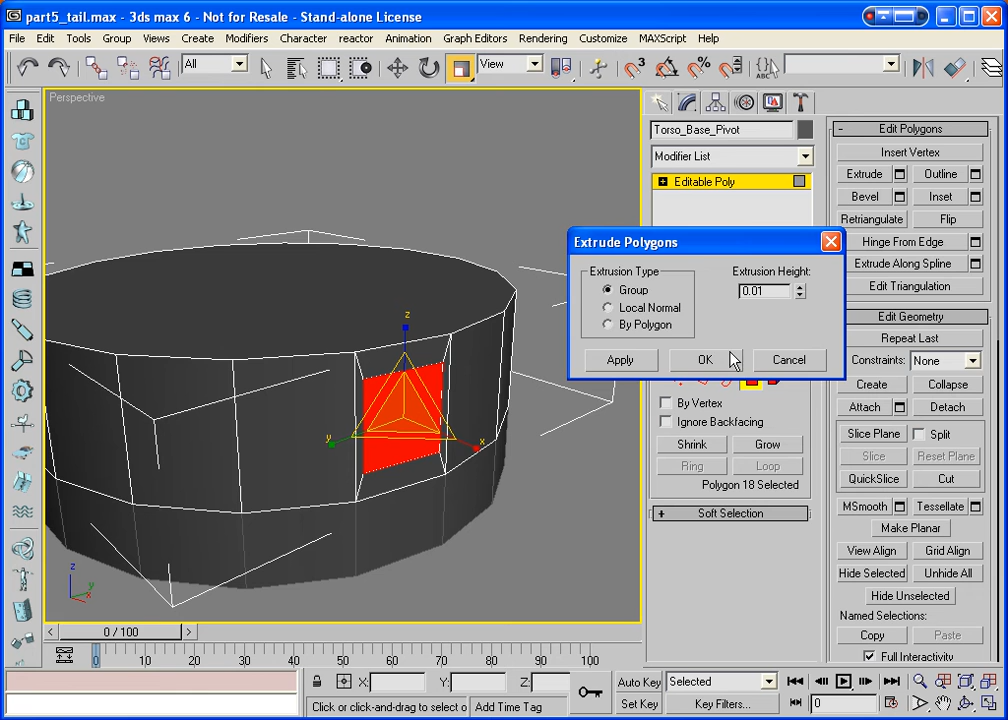 part5_tail.max - 3ds max 6 - Not for Resale - Stand-alone License
File Edit Tools Group Views Create Modifiers Character reactor Animation Graph Editors Rendering Customize MAXScript Help
All View
Perspective
Torso_Base_Pivot
Modifier List
Editable Poly
Edit Polygons
Insert Vertex
Extrude Outline
Bevel Inset
Retriangulate Flip
Hinge From Edge
Extrude Along Spline
Edit Triangulation
Extrude Polygons
Extrusion Type
Group
Local Normal
By Polygon
Extrusion Height:
0.01
Apply OK Cancel
By Vertex
Ignore Backfacing
Shrink Grow
Ring Loop
Polygon 18 Selected
+ Soft Selection
- Edit Geometry
Repeat Last
Constraints: None
Create Collapse
Attach Detach
Slice Plane Split
Slice Reset Plane
QuickSlice Cut
MSmooth Tessellate
Make Planar
View Align Grid Align
Hide Selected Unhide All
Hide Unselected
Named Selections:
Copy Paste
Full Interactivity
z
y
x
z
y
x
< 0 / 100 >
0 10 20 30 40 50 60 70 80 90 100
X: Y: Z:
Auto Key Selected
Set Key Key Filters...
0
Click or click-and-drag to select o Add Time Tag